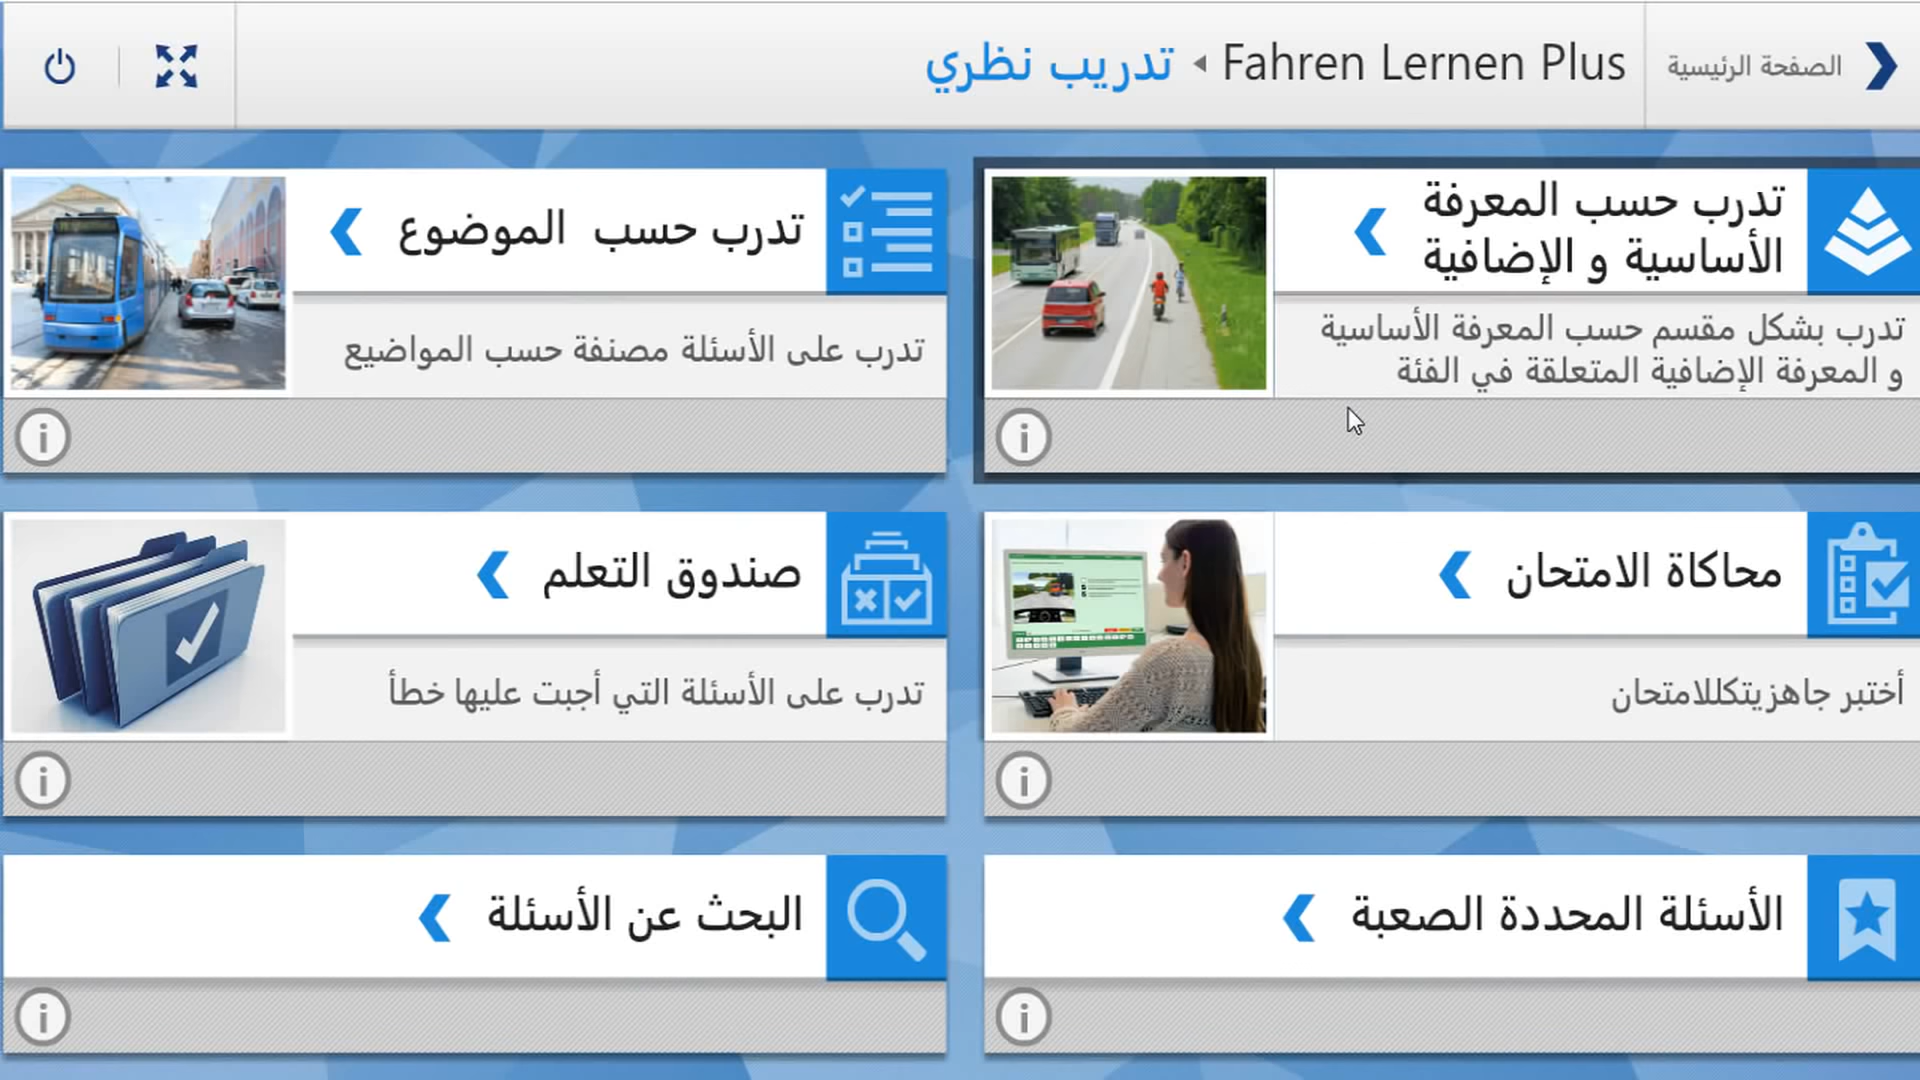 الصفحة الرئيسية
Fahren Lernen Plus
تدريب نظري
تدرب حسب المعرفة
الأساسية و الإضافية
تدرب بشكل مقسم حسب المعرفة الأساسية
و المعرفة الإضافية المتعلقة في الفئة
تدرب حسب الموضوع
تدرب على الأسئلة مصنفة حسب المواضيع
محاكاة الامتحان
أختبر جاهزيتكللامتحان
صندوق التعلم
تدرب على الأسئلة التي أجبت عليها خطأ
الأسئلة المحددة الصعبة
البحث عن الأسئلة